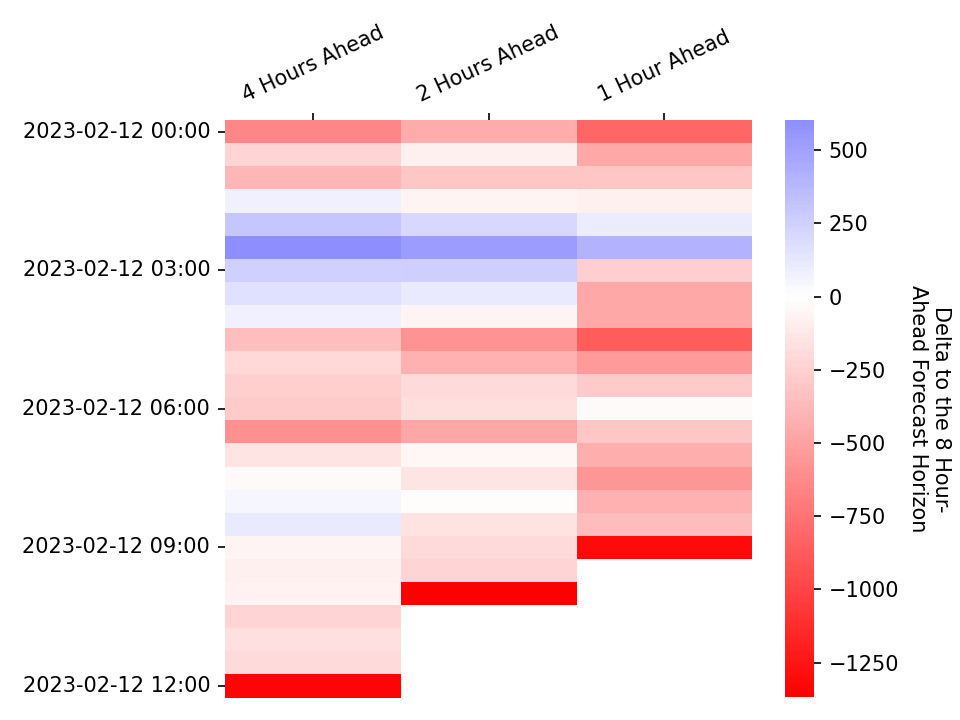 4 Hours Ahead
2 Hours Ahead
1 Hour Ahead
2023-02-12 00:00
2023-02-12 03:00
2023-02-12 06:00
2023-02-12 09:00
2023-02-12 12:00
500
250
0
−250
−500
−750
−1000
−1250
Delta to the 8 Hour-
Ahead Forecast Horizon